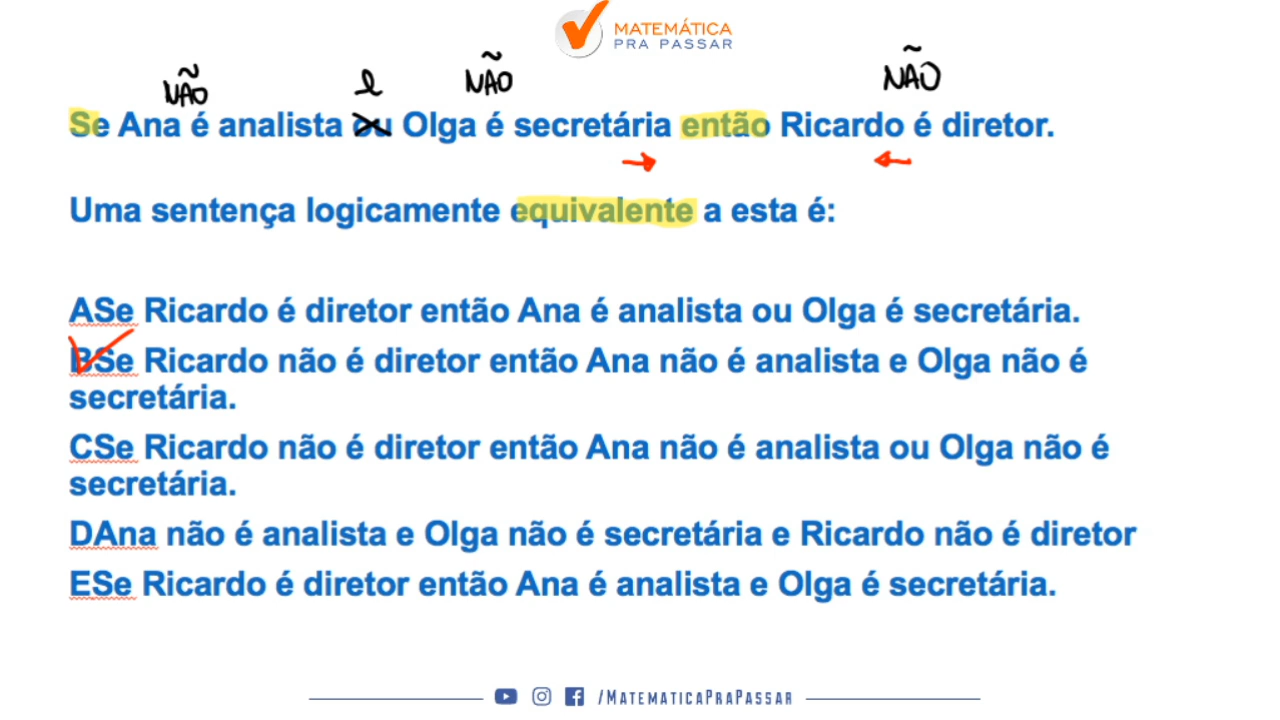 MATEMÁTICA
PRA PASSAR
NÃO e NÃO NÃO
Se Ana é analista ou Olga é secretária então Ricardo é diretor.
Uma sentença logicamente equivalente a esta é:
ASe Ricardo é diretor então Ana é analista ou Olga é secretária.
BSe Ricardo não é diretor então Ana não é analista e Olga não é
secretária.
CSe Ricardo não é diretor então Ana não é analista ou Olga não é
secretária.
DAna não é analista e Olga não é secretária e Ricardo não é diretor
ESe Ricardo é diretor então Ana é analista e Olga é secretária.
/MATEMATICAPRAPASSAR